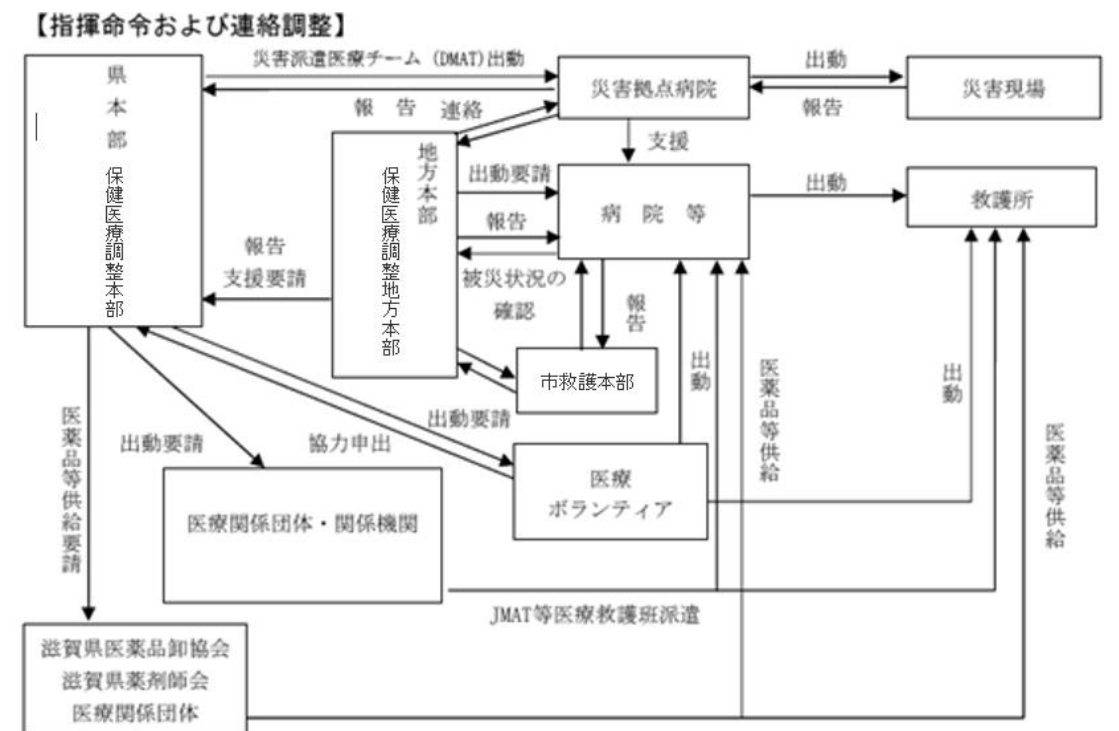 【指揮命令および連絡調整】
県本部
保健医療調整本部
災害派遣医療チーム (DMAT)出動
報告
連絡
災害拠点病院
出動
報告
災害現場
支援
地方本部
保健医療調整地方本部
出動要請
報告
被災状況の
確認
病院等
出動
救護所
報告
支援要請
報告
市救護本部
出動要請
協力申出
出動要請
医療
ボランティア
出動
医薬品等供給
出動
医薬品等供給
医薬品等供給要請
医療関係団体・関係機関
JMAT等医療救護班派遣
滋賀県医薬品卸協会
滋賀県薬剤師会
医療関係団体